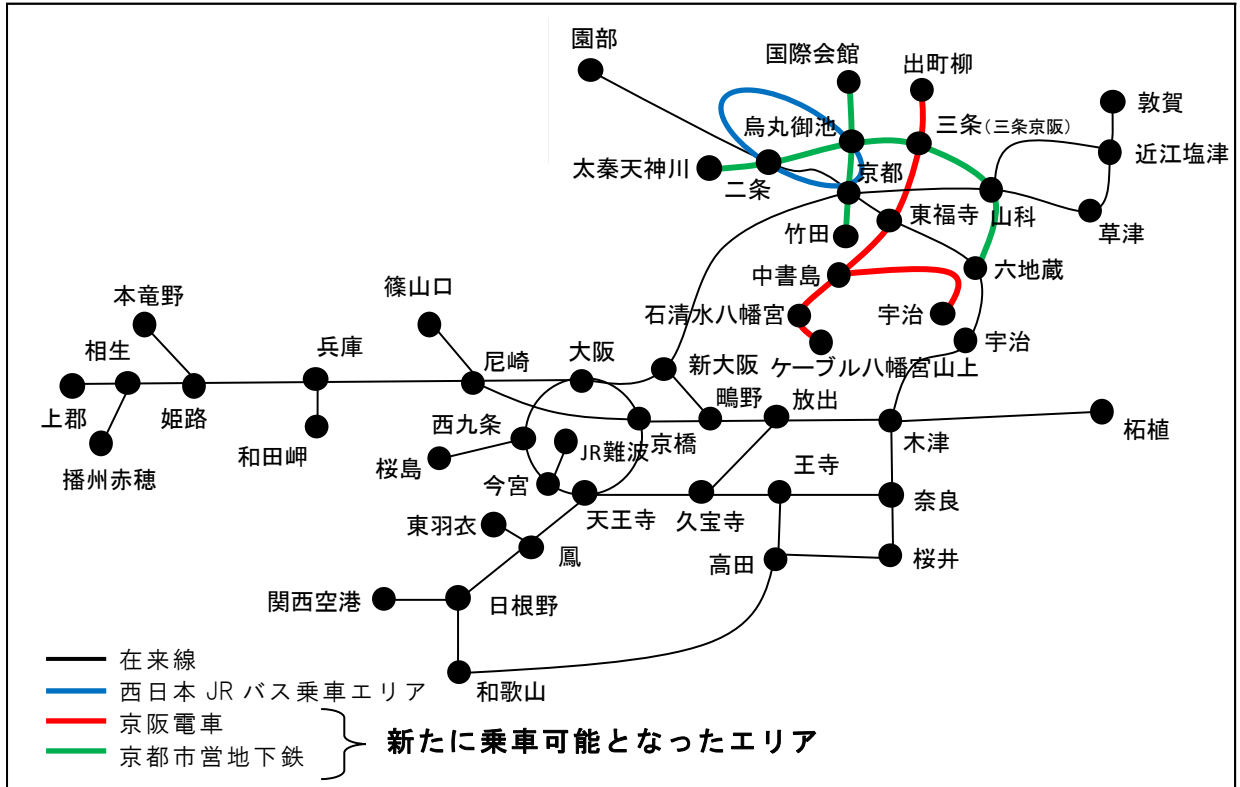 園部
国際会館
出町柳
敦賀
烏丸御池
三条(三条京阪)
近江塩津
太秦天神川
二条
京都
東福寺
山科
草津
竹田
中書島
六地蔵
本竜野
篠山口
石清水八幡宮
宇治
宇治
相生
兵庫
尼崎
大阪
新大阪
ケーブル八幡宮山上
鴫野
放出
上郡
姫路
西九条
JR難波
京橋
木津
柘植
播州赤穂
和田岬
桜島
今宮
王寺
奈良
東羽衣
天王寺
久宝寺
鳳
高田
桜井
関西空港
日根野
和歌山
在来線
西日本 JR バス乗車エリア
京阪電車
京都市営地下鉄
新たに乗車可能となったエリア